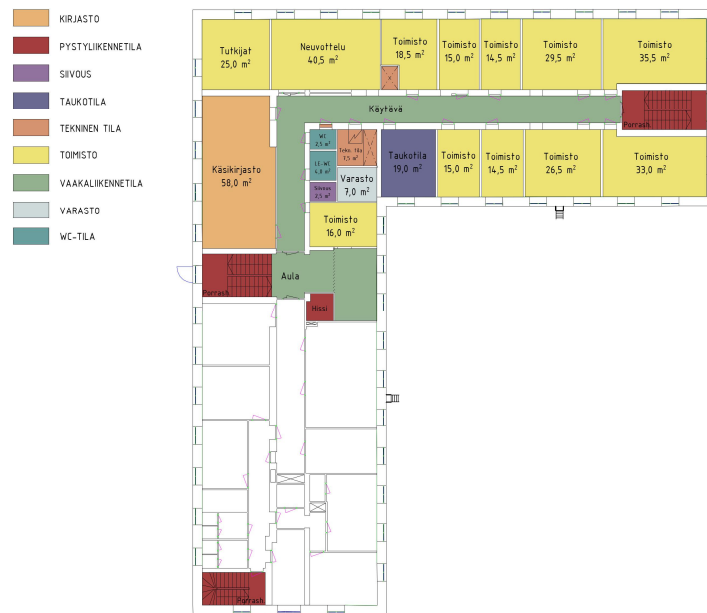 KIRJASTO
PYSTYLIIKENNETILA
SIIVOUS
TAUKOTILA
TEKNINEN TILA
TOIMISTO
VAAKALIIKENNETILA
VARASTO
WC-TILA
Tutkijat
25,0 m²
Neuvottelu
40,5 m²
Toimisto
18,5 m²
Toimisto
15,0 m²
Toimisto
14,5 m²
Toimisto
29,5 m²
Toimisto
35,5 m²
Käytävä
Porrash.
Käsikirjasto
58,0 m²
WC
2,5 m²
LE-WC
4,0 m²
Siivous
2,5 m²
Tekn. tila
7,5 m²
Varasto
7,0 m²
Taukotila
19,0 m²
Toimisto
15,0 m²
Toimisto
14,5 m²
Toimisto
26,5 m²
Toimisto
33,0 m²
Toimisto
16,0 m²
Porrash.
Aula
Hissi
Porrash.